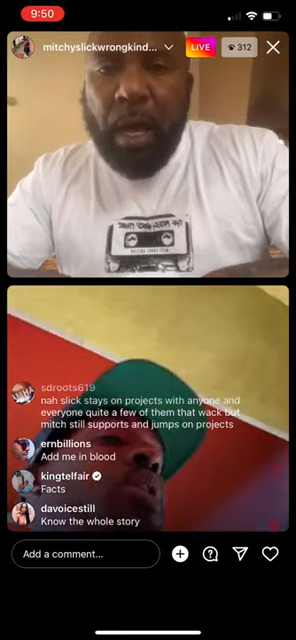 9:50
mitchyslickwrongkind...
LIVE
312
sdroots619
nah slick stays on projects with anyone and
everyone quite a few of them that wack but
mitch still supports and jumps on projects
ernbillions
Add me in blood
kingtelfair
Facts
davoicestill
Know the whole story
Add a comment...